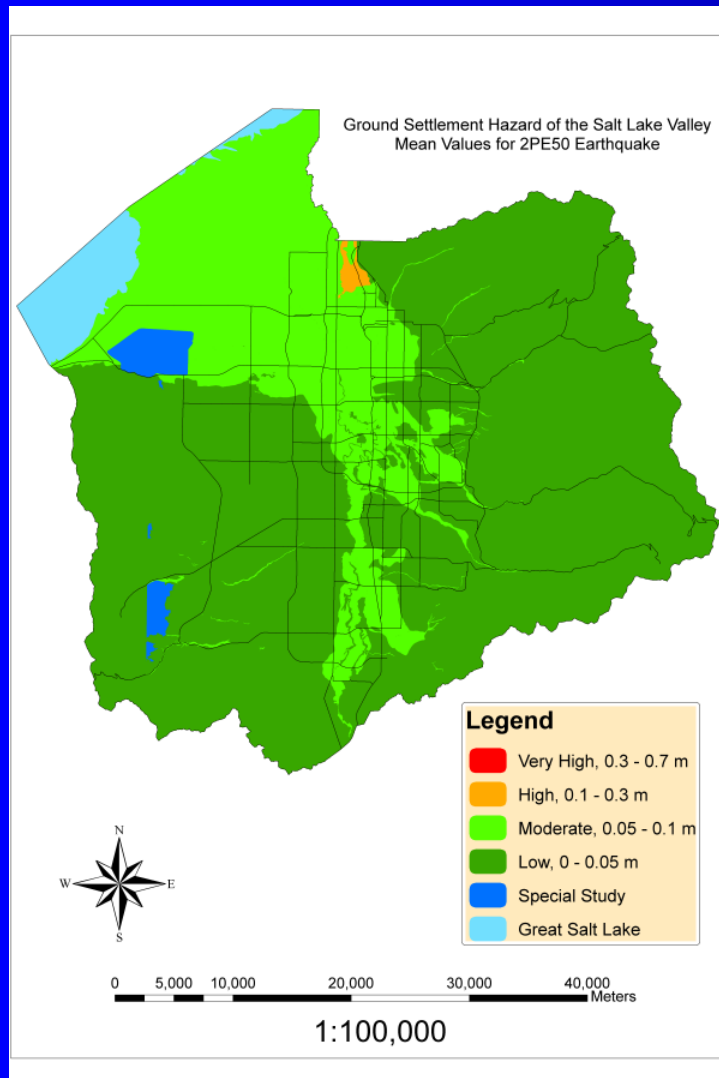 Ground Settlement Hazard of the Salt Lake Valley
Mean Values for 2PE50 Earthquake
Legend
Very High, 0.3 - 0.7 m
High, 0.1 - 0.3 m
Moderate, 0.05 - 0.1 m
Low, 0 - 0.05 m
Special Study
Great Salt Lake
N
W E
S
0 5,000 10,000 20,000 30,000 40,000
Meters
1:100,000